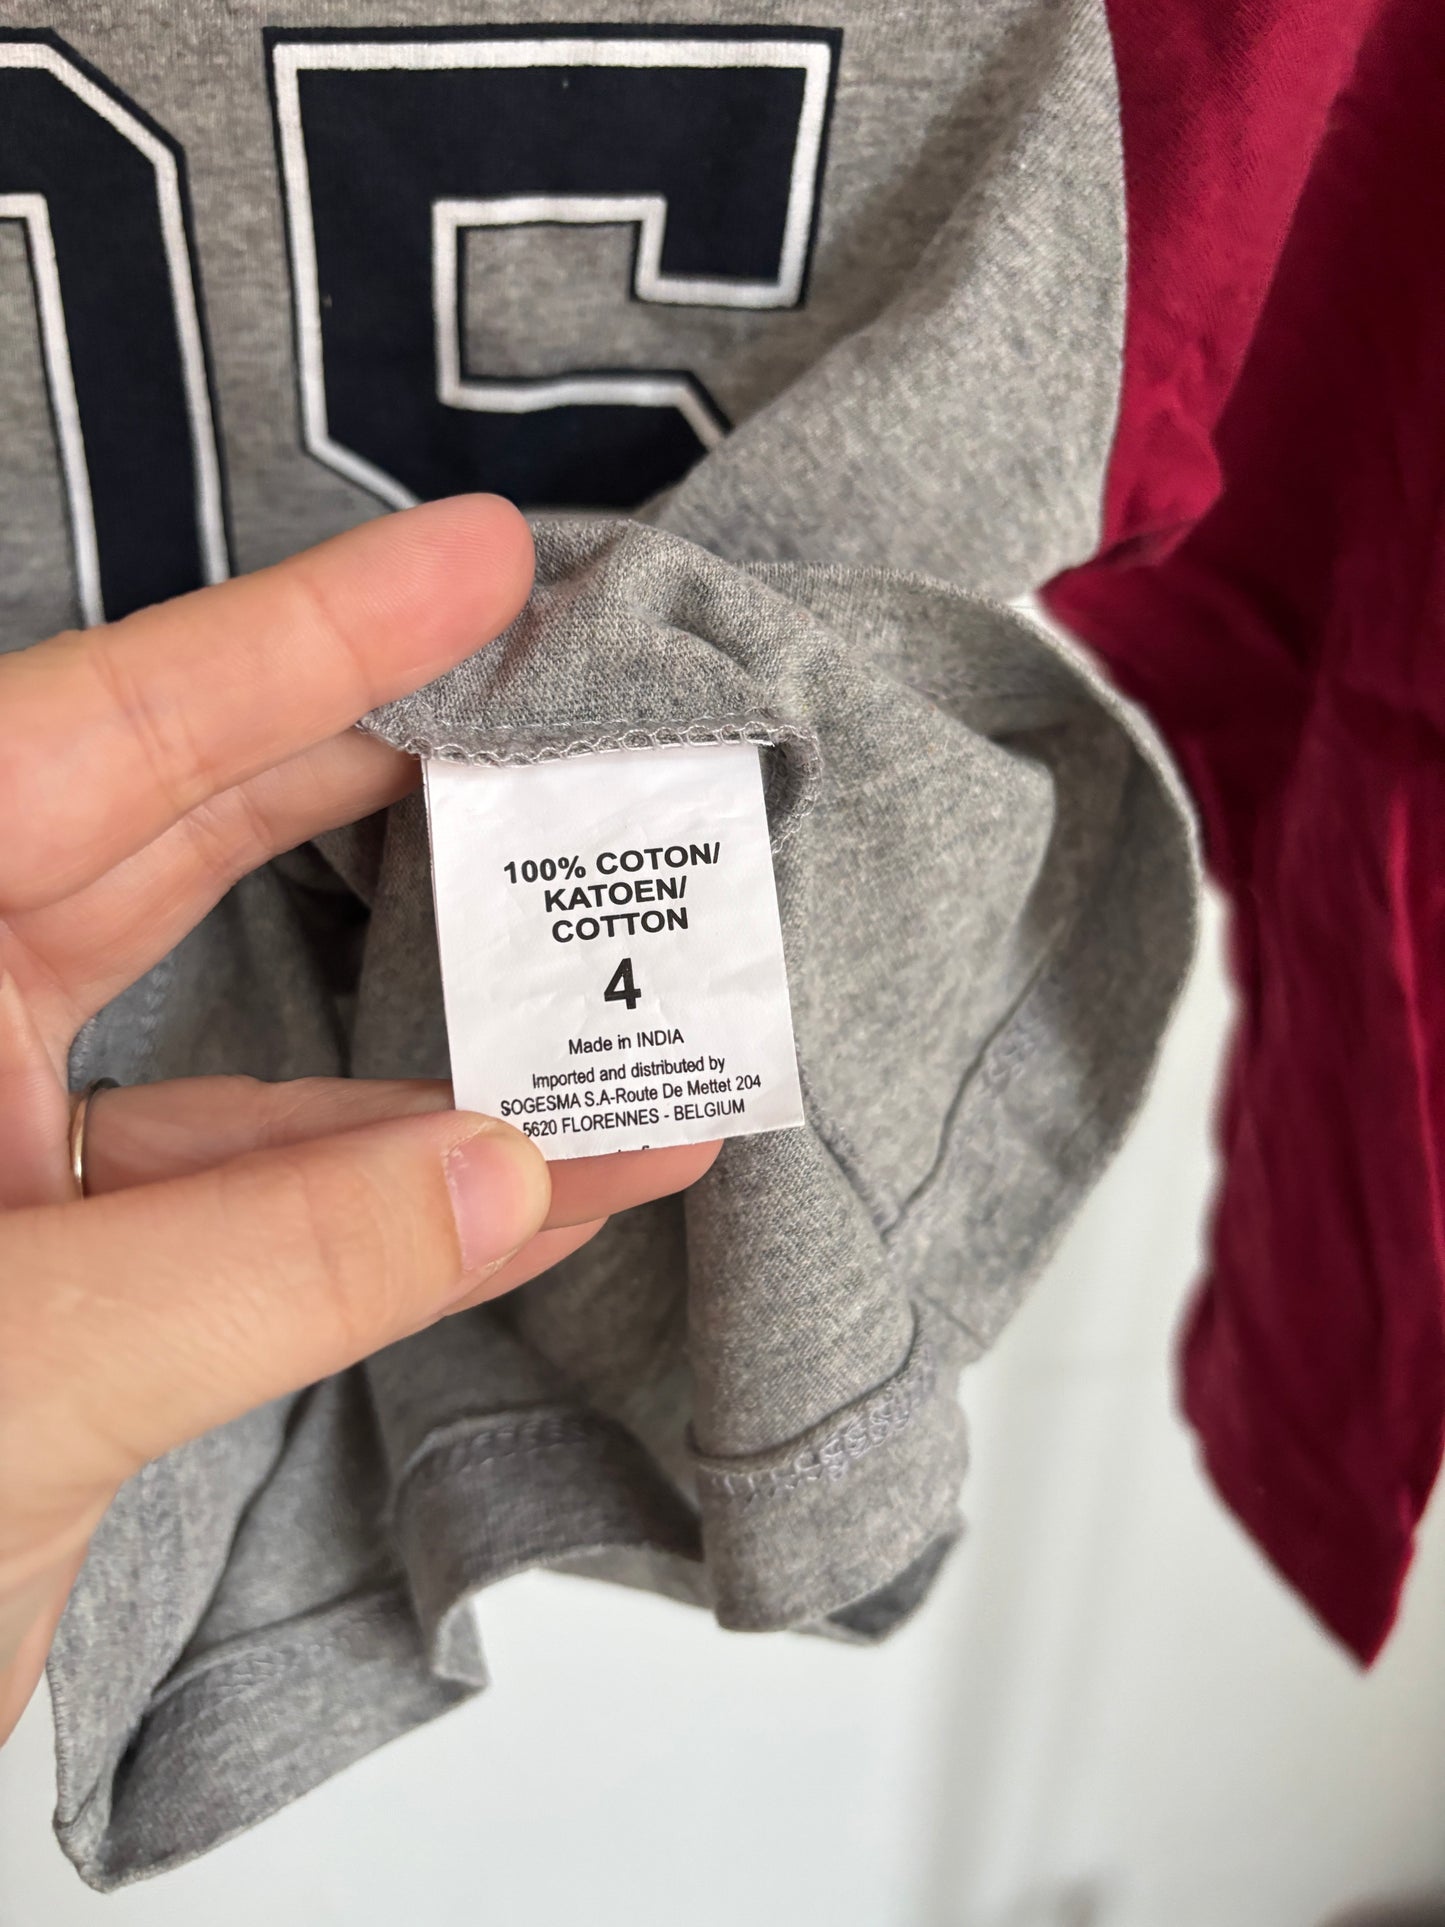 05
100% COTON/
KATOEN/
COTTON
4
Made in INDIA
Imported and distributed by
SOGESMA S.A-Route De Mettet 204
5620 FLORENNES - BELGIUM